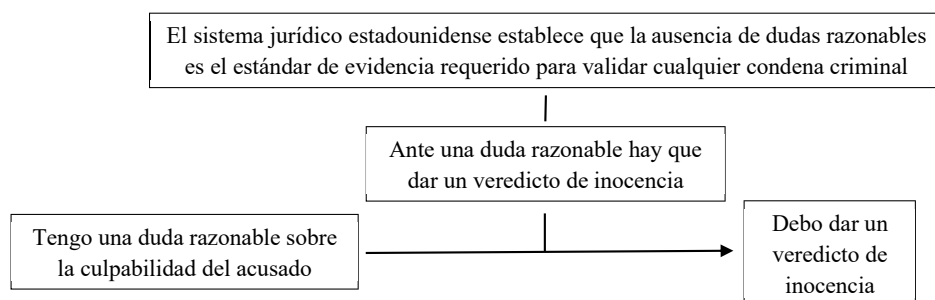 El sistema jurídico estadounidense establece que la ausencia de dudas razonables
es el estándar de evidencia requerido para validar cualquier condena criminal
Ante una duda razonable hay que
dar un veredicto de inocencia
Tengo una duda razonable sobre
la culpabilidad del acusado
Debo dar un
veredicto de
inocencia